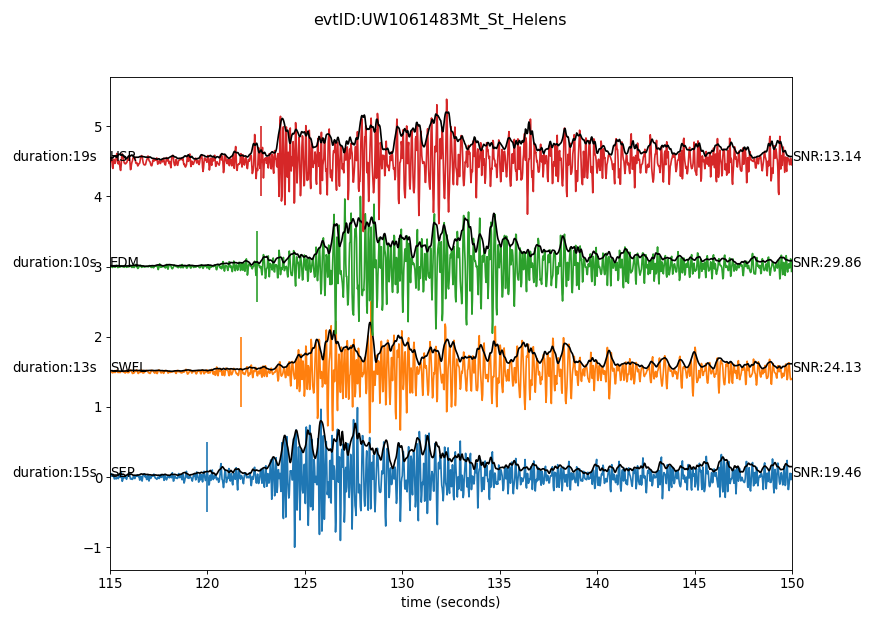 evtID:UW1061483Mt_St_Helens
5
duration:19s HSR SNR:13.14
4
duration:10s 3 EDM SNR:29.86
2
duration:13s SWFL SNR:24.13
1
duration:15s 0 SEP SNR:19.46
−1
115 120 125 130 135 140 145 150
time (seconds)